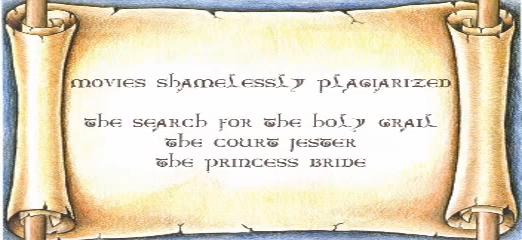 movies shamelessly plagiarized
the search for the holy grail
the court jester
the princess bride